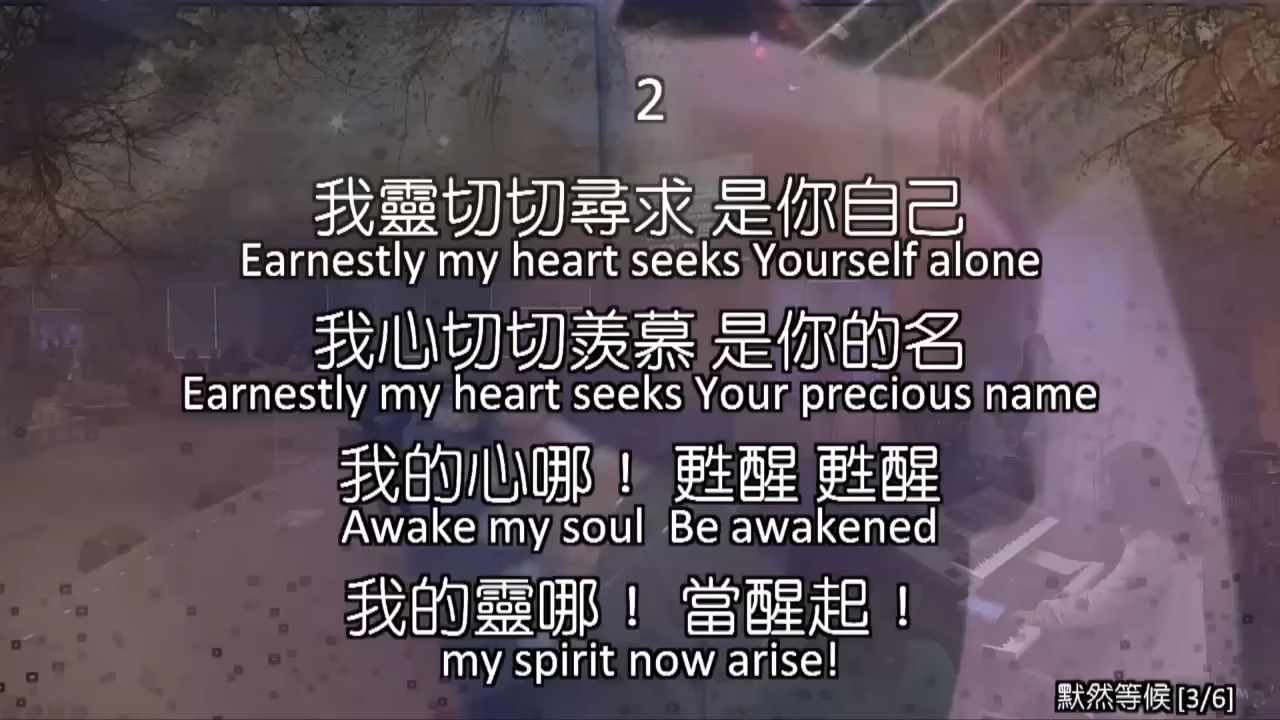 2
我靈切切尋求 是你自己
Earnestly my heart seeks Yourself alone
我心切切羨慕 是你的名
Earnestly my heart seeks Your precious name
我的心哪！ 甦醒 甦醒
Awake my soul Be awakened
我的靈哪！ 當醒起！
my spirit now arise!
默然等候 [3/6]